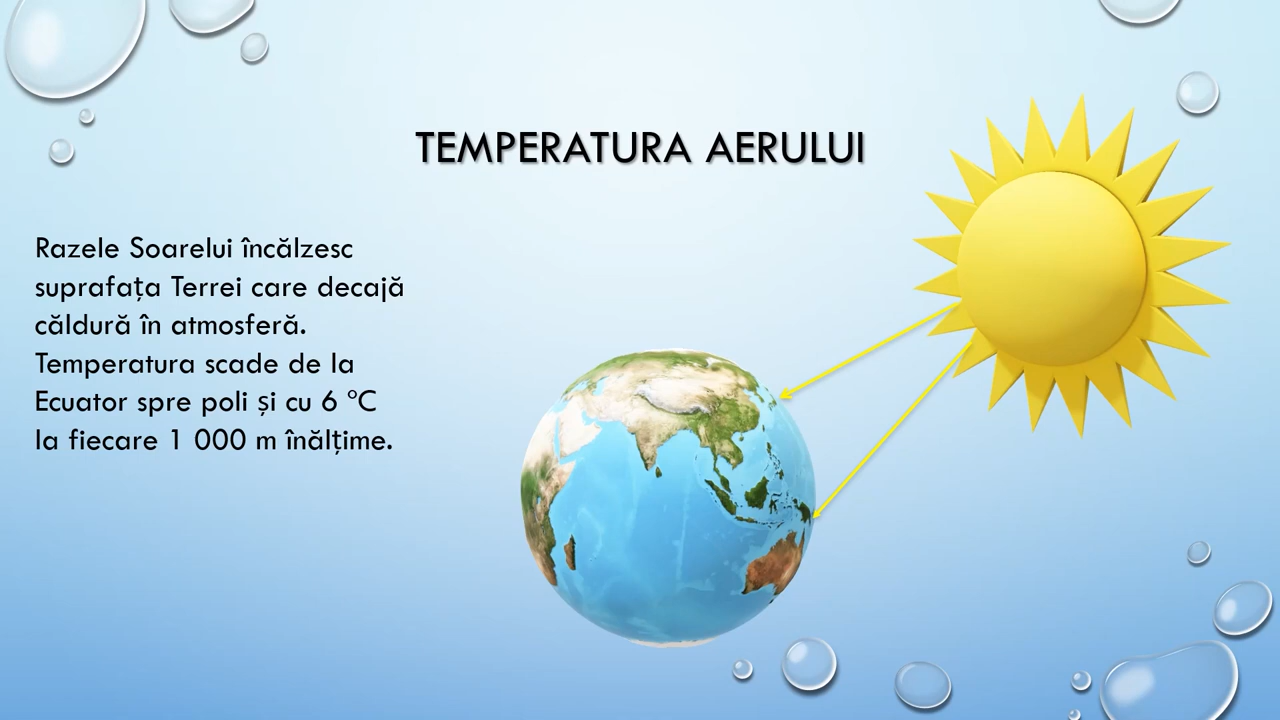 TEMPERATURA AERULUI
Razele Soarelui încălzesc
suprafața Terrei care decajă
căldură în atmosferă.
Temperatura scade de la
Ecuator spre poli și cu 6 °C
la fiecare 1 000 m înălțime.